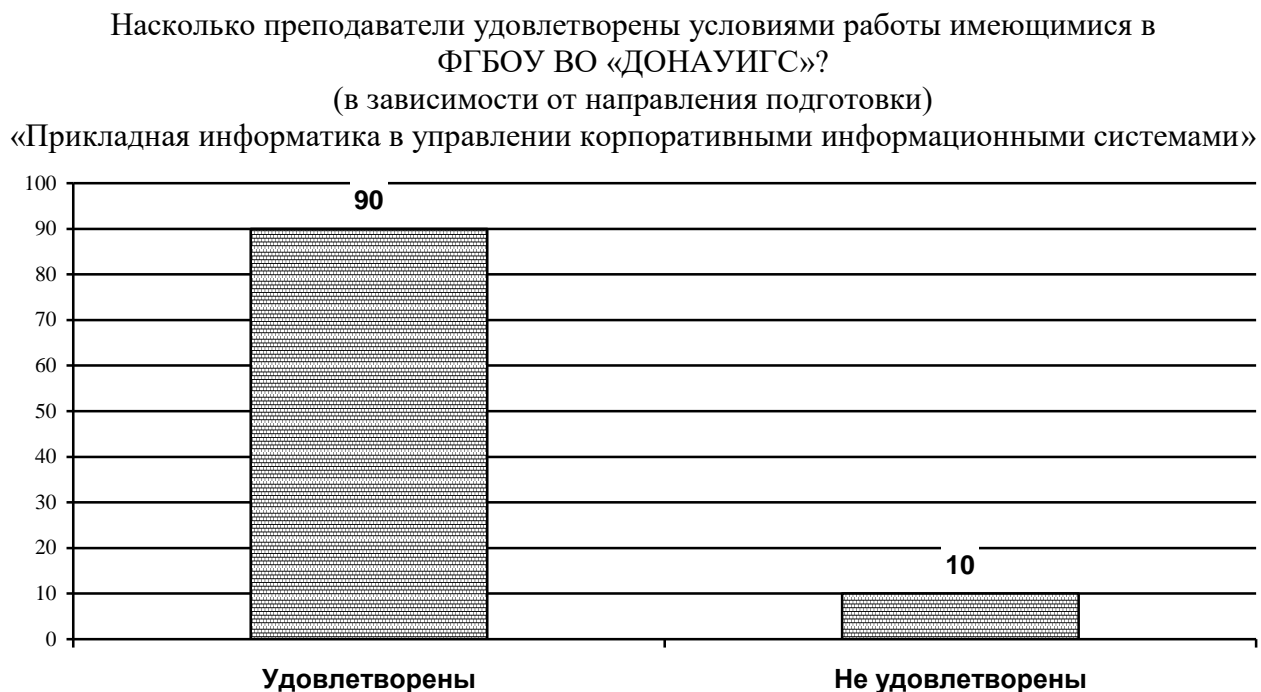 Насколько преподаватели удовлетворены условиями работы имеющимися в
ФГБОУ ВО «ДОНАУИГС»?
(в зависимости от направления подготовки)
«Прикладная информатика в управлении корпоративными информационными системами»
100
90
80
70
60
50
40
30
20
10
0
90
10
Удовлетворены
Не удовлетворены